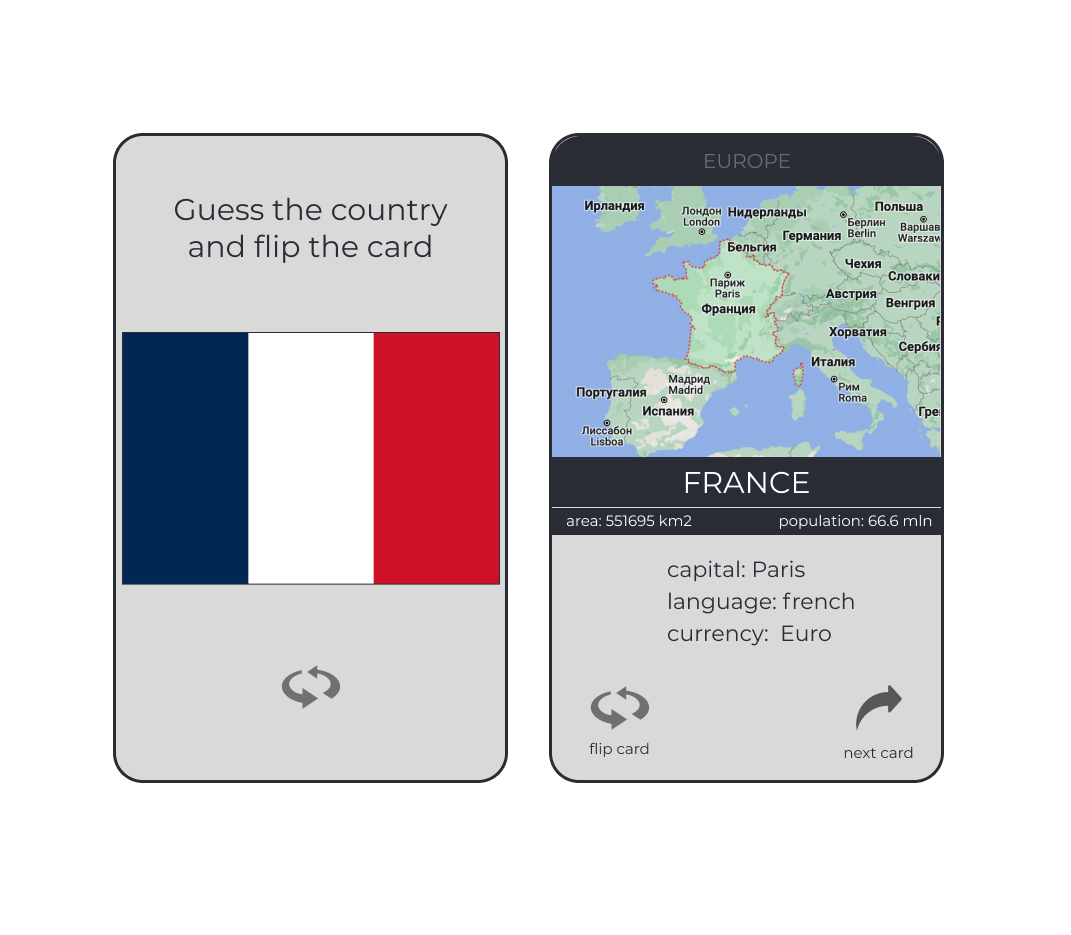 Guess the country
and flip the card
EUROPE
Ирландия
Лондон
London
Нидерланды
Польша
Берлин
Berlin
Варшав
Warszaw
Германия
Бельгия
Чехия
Словаки
Париж
Paris
Австрия
Венгрия
Франция
Хорватия
Сербия
Италия
Мадрид
Madrid
Португалия
Рим
Roma
Испания
Гре
Лиссабон
Lisboa
FRANCE
area: 551695 km2
population: 66.6 mln
capital: Paris
language: french
currency:  Euro
flip card
next card